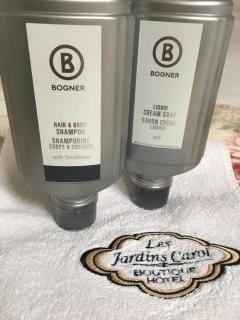 B
BOGNER
HAIR & BODY
SHAMPOO
SHAMPOOING
CORPS & CHEVEUX
with Conditioner
B
BOGNER
LIQUID
CREAM SOAP
SAVON CRÈME
LIQUIDE
soft
Les
Jardins Carol
BOUTIQUE
HOTEL